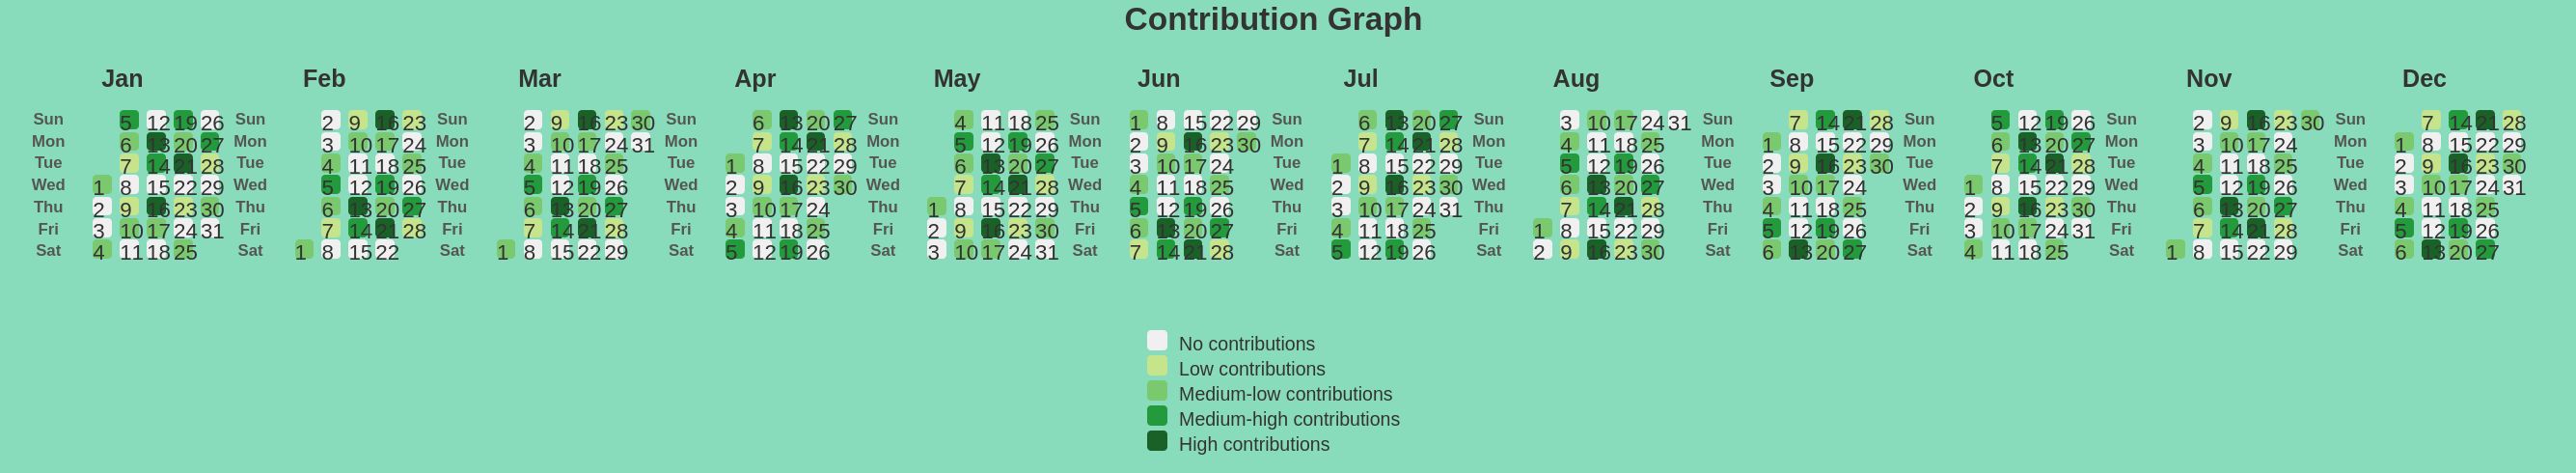 Contribution Graph
Jan Feb Mar Apr May Jun Jul Aug Sep Oct Nov Dec
Sun 5 12 19 26 Sun 2 9 16 23 Sun 2 9 16 23 30 Sun 6 13 20 27 Sun 4 11 18 25 Sun 1 8 15 22 29 Sun 6 13 20 27 Sun 3 10 17 24 31 Sun 7 14 21 28 Sun 5 12 19 26 Sun 2 9 16 23 30 Sun 7 14 21 28
Mon 6 13 20 27 Mon 3 10 17 24 Mon 3 10 17 24 31 Mon 7 14 21 28 Mon 5 12 19 26 Mon 2 9 16 23 30 Mon 7 14 21 28 Mon 4 11 18 25 Mon 1 8 15 22 29 Mon 6 13 20 27 Mon 3 10 17 24 Mon 1 8 15 22 29
Tue 7 14 21 28 Tue 4 11 18 25 Tue 4 11 18 25 Tue 1 8 15 22 29 Tue 6 13 20 27 Tue 3 10 17 24 Tue 1 8 15 22 29 Tue 5 12 19 26 Tue 2 9 16 23 30 Tue 7 14 21 28 Tue 4 11 18 25 Tue 2 9 16 23 30
Wed 1 8 15 22 29 Wed 5 12 19 26 Wed 5 12 19 26 Wed 2 9 16 23 30 Wed 7 14 21 28 Wed 4 11 18 25 Wed 2 9 16 23 30 Wed 6 13 20 27 Wed 3 10 17 24 Wed 1 8 15 22 29 Wed 5 12 19 26 Wed 3 10 17 24 31
Thu 2 9 16 23 30 Thu 6 13 20 27 Thu 6 13 20 27 Thu 3 10 17 24 Thu 1 8 15 22 29 Thu 5 12 19 26 Thu 3 10 17 24 31 Thu 7 14 21 28 Thu 4 11 18 25 Thu 2 9 16 23 30 Thu 6 13 20 27 Thu 4 11 18 25
Fri 3 10 17 24 31 Fri 7 14 21 28 Fri 7 14 21 28 Fri 4 11 18 25 Fri 2 9 16 23 30 Fri 6 13 20 27 Fri 4 11 18 25 Fri 1 8 15 22 29 Fri 5 12 19 26 Fri 3 10 17 24 31 Fri 7 14 21 28 Fri 5 12 19 26
Sat 4 11 18 25 Sat 1 8 15 22 Sat 1 8 15 22 29 Sat 5 12 19 26 Sat 3 10 17 24 31 Sat 7 14 21 28 Sat 5 12 19 26 Sat 2 9 16 23 30 Sat 6 13 20 27 Sat 4 11 18 25 Sat 1 8 15 22 29 Sat 6 13 20 27
No contributions
Low contributions
Medium-low contributions
Medium-high contributions
High contributions